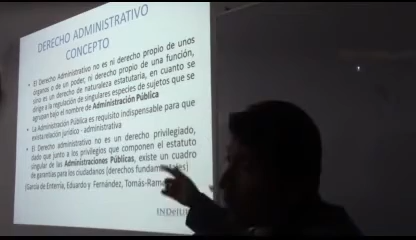 DERECHO ADMINISTRATIVO
CONCEPTO
• El Derecho Administrativo no es ni derecho propio de unos
órganos o de un poder, ni derecho propio de una función,
sino es un derecho de naturaleza estatutaria, en cuanto se
dirige a la regulación de singulares especies de sujetos que se
agrupan bajo el nombre de Administración Pública
• La Administración Pública es requisito indispensable para que
exista relación jurídico - administrativa
• El Derecho administrativo no es un derecho privilegiado,
dado que junto a los privilegios que componen el estatuto
singular de las Administraciones Públicas, existe un cuadro
de garantías para los ciudadanos (derechos fundamentales)
(García de Enterría, Eduardo y Fernández, Tomás-Ramón